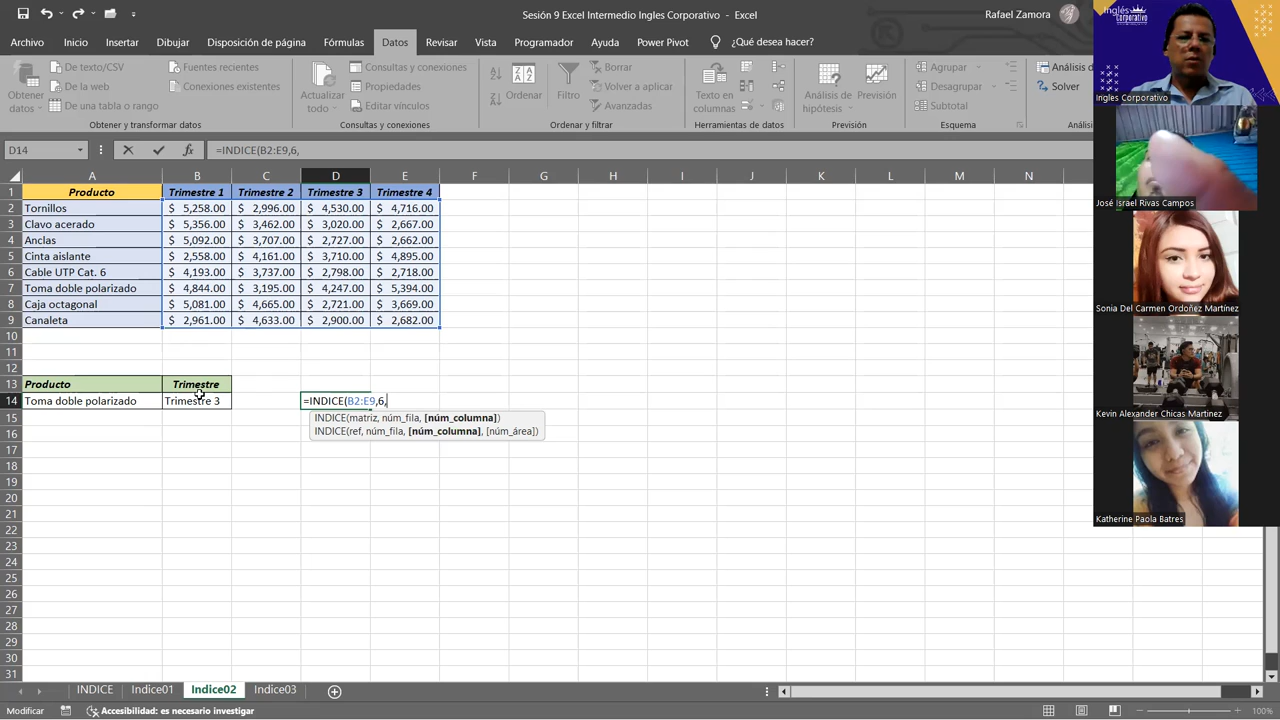 Sesión 9 Excel Intermedio Ingles Corporativo - Excel
Rafael Zamora
Archivo Inicio Insertar Dibujar Disposición de página Fórmulas Datos Revisar Vista Programador Ayuda Power Pivot ¿Qué desea hacer?
Obtener datos
De texto/CSV
De la web
De una tabla o rango
Fuentes recientes
Conexiones existentes
Obtener y transformar datos
Actualizar todo
Consultas y conexiones
Propiedades
Editar vínculos
Consultas y conexiones
Ordenar
Filtro
Borrar
Volver a aplicar
Avanzadas
Ordenar y filtrar
Texto en columnas
Herramientas de datos
Análisis de hipótesis
Previsión
Previsión
Agrupar
Desagrupar
Subtotal
Esquema
Análisis d
Solver
Anális
D14 =INDICE(B2:E9,6,
A B C D E F G H I J K L M N
1 Producto Trimestre 1 Trimestre 2 Trimestre 3 Trimestre 4
2 Tornillos $ 5,258.00 $ 2,996.00 $ 4,530.00 $ 4,716.00
3 Clavo acerado $ 5,356.00 $ 3,462.00 $ 3,020.00 $ 2,667.00
4 Anclas $ 5,092.00 $ 3,707.00 $ 2,727.00 $ 2,662.00
5 Cinta aislante $ 2,558.00 $ 4,161.00 $ 3,710.00 $ 4,895.00
6 Cable UTP Cat. 6 $ 4,193.00 $ 3,737.00 $ 2,798.00 $ 2,718.00
7 Toma doble polarizado $ 4,844.00 $ 3,195.00 $ 4,247.00 $ 5,394.00
8 Caja octagonal $ 5,081.00 $ 4,665.00 $ 2,721.00 $ 3,669.00
9 Canaleta $ 2,961.00 $ 4,633.00 $ 2,900.00 $ 2,682.00
10
11
12
13 Producto Trimestre
14 Toma doble polarizado Trimestre 3 =INDICE(B2:E9,6,
INDICE(matriz, núm_fila, [núm_columna])
INDICE(ref, núm_fila, [núm_columna], [núm_área])
15
16
17
18
19
20
21
22
23
24
25
26
27
28
29
30
31
INDICE Indice01 Indice02 Indice03
Modificar Accesibilidad: es necesario investigar 100%
Inglés
Corporativo
Ingles Corporativo
José Israel Rivas Campos
Sonia Del Carmen Ordoñez Martínez
Kevin Alexander Chicas Martinez
Katherine Paola Batres